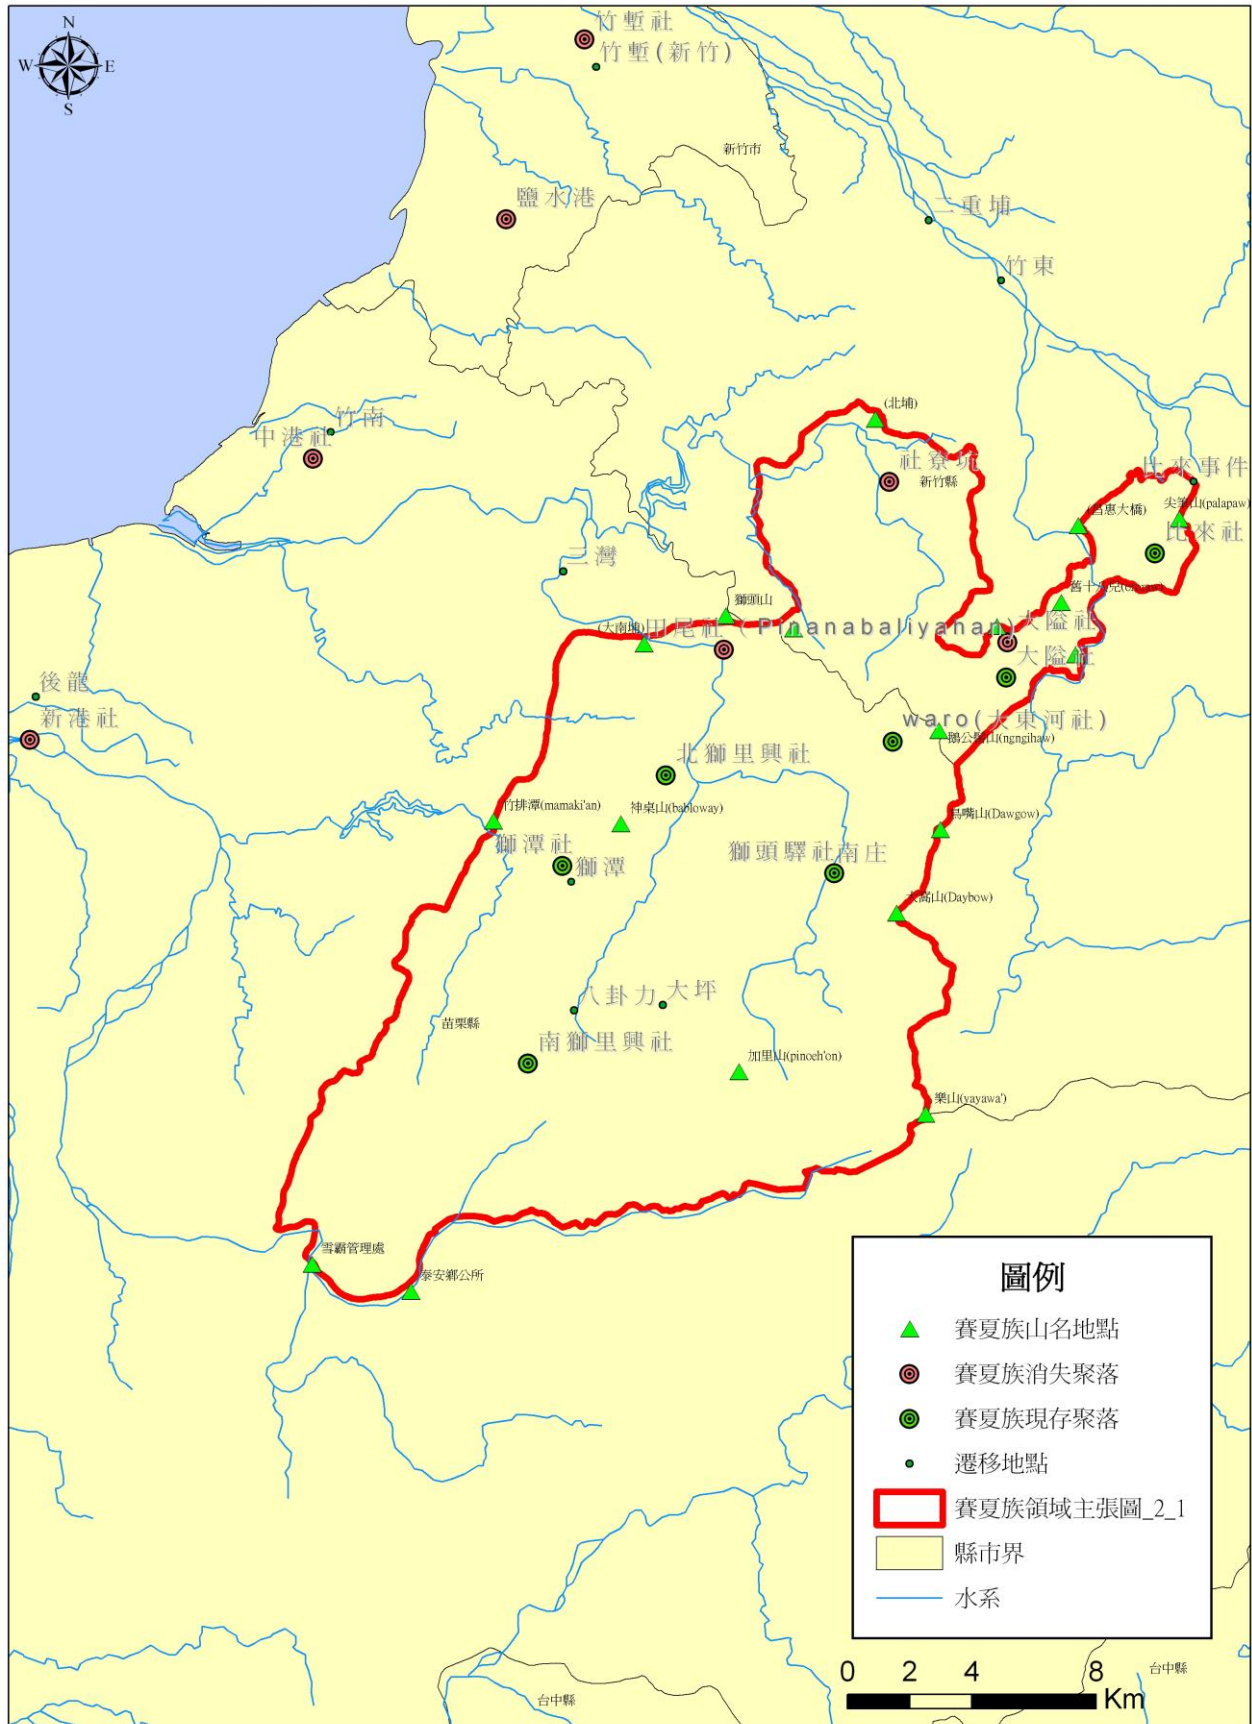 N
W
E
S
竹塹社
竹塹(新竹)
新竹市
鹽水港
二重埔
竹東
(北埔)
竹南
中港社
社寮坑
新竹縣
比來事件
尖筆山(palapaw)
比來社
三灣
獅頭山
(大南埔)
田尾社(Pinanabaliyanan)
大隘社
大隘社
後龍
新港社
waro(大東河社)
鵝公髻山(ngngihaw)
北獅里興社
竹排潭(mamaki'an)
神桌山(babloway)
鳥嘴山(Dawgow)
獅潭社
獅潭
獅頭驛社南庄
大窩山(Daybow)
八卦力
大坪
苗栗縣
南獅里興社
加里山(pinoeh'on)
樂山(yayawa')
雪霸管理處
泰安鄉公所
圖例
賽夏族山名地點
賽夏族消失聚落
賽夏族現存聚落
遷移地點
賽夏族領域主張圖_2_1
縣市界
水系
0 2 4 8
Km
台中縣
台中縣